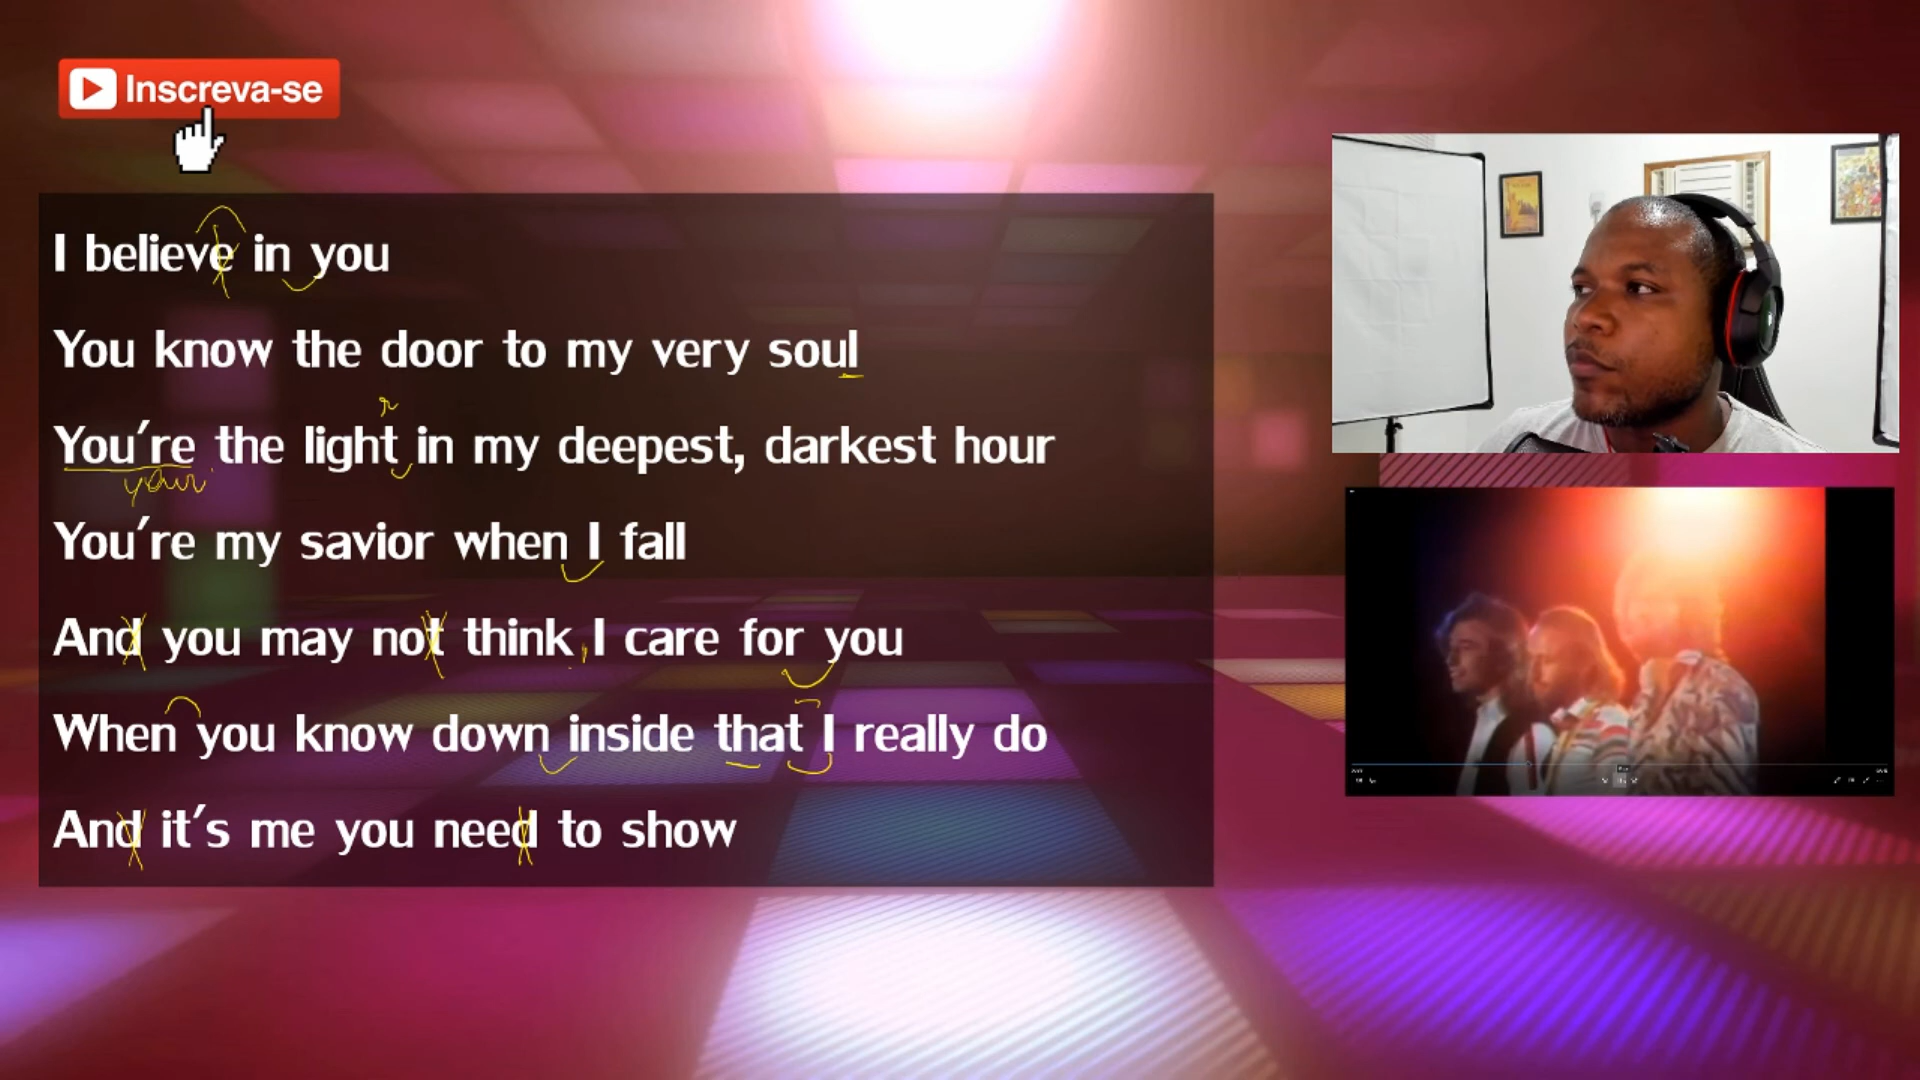 Inscreva-se
I believe in you
You know the door to my very soul
r
You're the light in my deepest, darkest hour
your
You're my savior when I fall
And you may not think I care for you
When you know down inside that I really do
And it's me you need to show